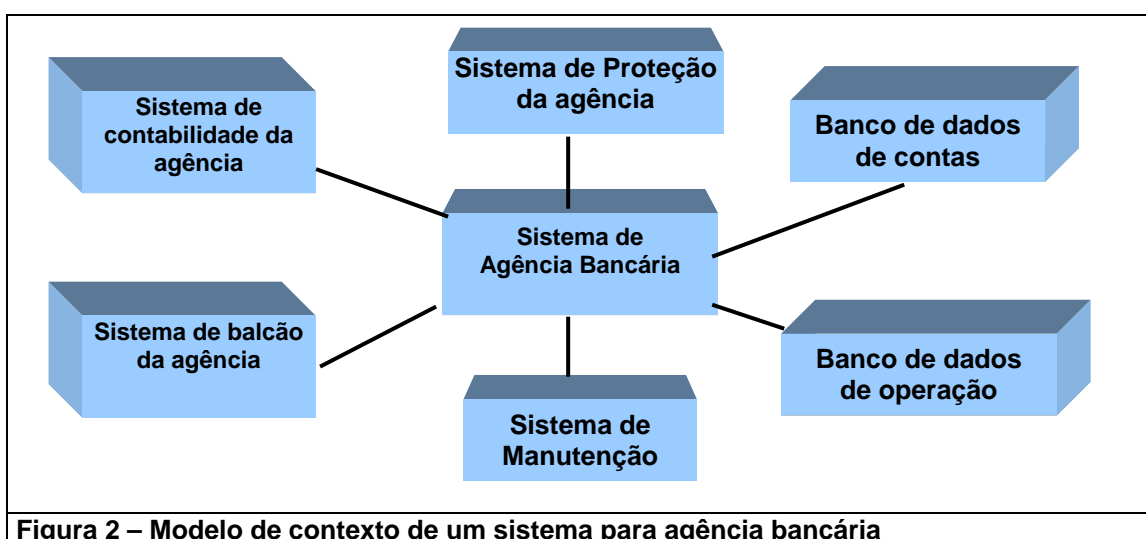 Sistema de Proteção
da agência
Sistema de
contabilidade da
agência
Banco de dados
de contas
Sistema de
Agência Bancária
Sistema de balcão
da agência
Banco de dados
de operação
Sistema de
Manutenção
Figura 2 – Modelo de contexto de um sistema para agência bancária